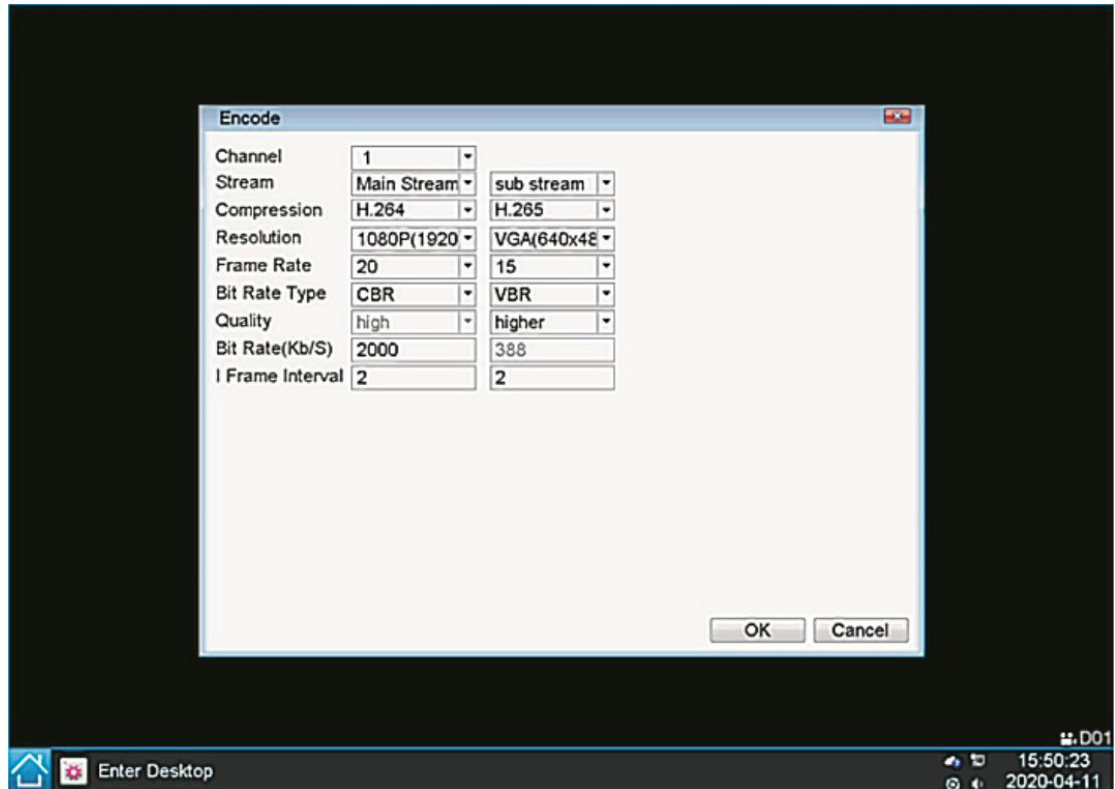 Encode
Channel 1
Stream Main Stream sub stream
Compression H.264 H.265
Resolution 1080P(1920 VGA(640x48
Frame Rate 20 15
Bit Rate Type CBR VBR
Quality high higher
Bit Rate(Kb/S) 2000 388
I Frame Interval 2 2
OK Cancel
D01
Enter Desktop 15:50:23
2020-04-11